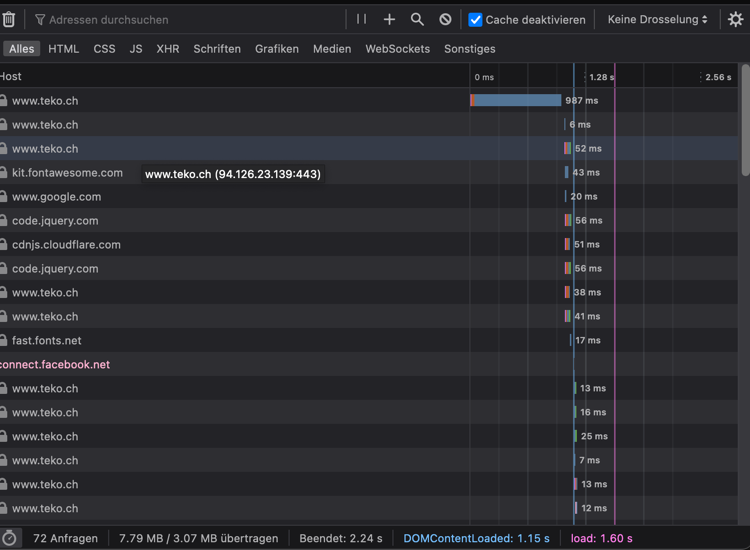 Adressen durchsuchen
Cache deaktivieren
Keine Drosselung
Alles HTML CSS JS XHR Schriften Grafiken Medien WebSockets Sonstiges
Host 0 ms 1.28 s 2.56 s
www.teko.ch 987 ms
www.teko.ch 6 ms
www.teko.ch 52 ms
kit.fontawesome.com www.teko.ch (94.126.23.139:443) 43 ms
www.google.com 20 ms
code.jquery.com 56 ms
cdnjs.cloudflare.com 51 ms
code.jquery.com 56 ms
www.teko.ch 38 ms
www.teko.ch 41 ms
fast.fonts.net 17 ms
connect.facebook.net
www.teko.ch 13 ms
www.teko.ch 16 ms
www.teko.ch 25 ms
www.teko.ch 7 ms
www.teko.ch 13 ms
www.teko.ch 12 ms
72 Anfragen 7.79 MB / 3.07 MB übertragen Beendet: 2.24 s DOMContentLoaded: 1.15 s load: 1.60 s